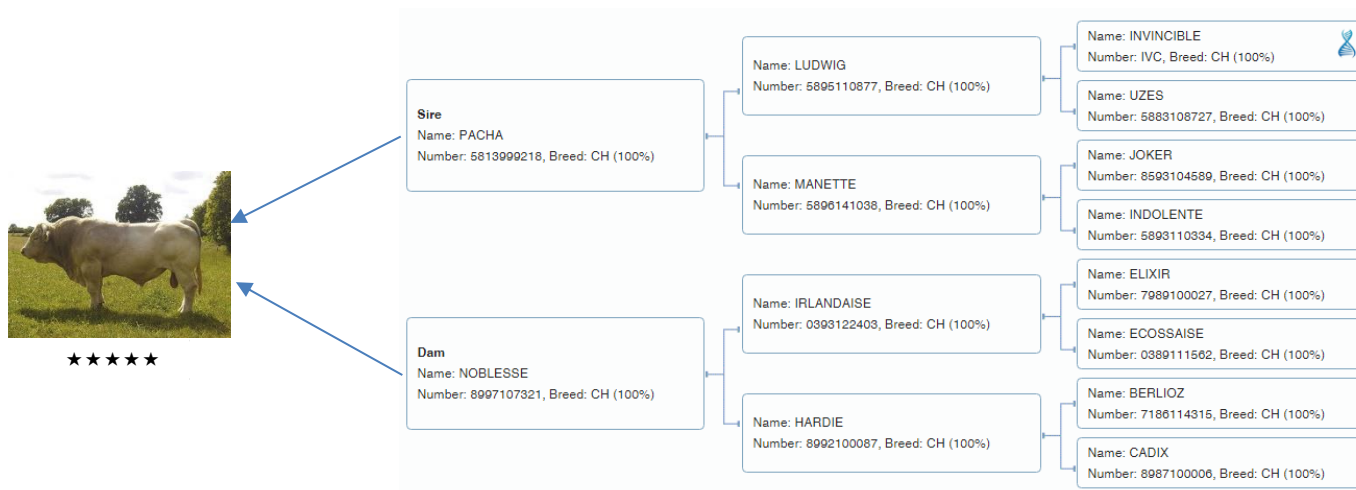 ★★★★★
Sire
Name: PACHA
Number: 5813999218, Breed: CH (100%)
Dam
Name: NOBLESSE
Number: 8997107321, Breed: CH (100%)
Name: LUDWIG
Number: 5895110877, Breed: CH (100%)
Name: MANETTE
Number: 5896141038, Breed: CH (100%)
Name: IRLANDAISE
Number: 0393122403, Breed: CH (100%)
Name: HARDIE
Number: 8992100087, Breed: CH (100%)
Name: INVINCIBLE
Number: IVC, Breed: CH (100%)
Name: UZES
Number: 5883108727, Breed: CH (100%)
Name: JOKER
Number: 8593104589, Breed: CH (100%)
Name: INDOLENTE
Number: 5893110334, Breed: CH (100%)
Name: ELIXIR
Number: 7989100027, Breed: CH (100%)
Name: ECOSSAISE
Number: 0389111562, Breed: CH (100%)
Name: BERLIOZ
Number: 7186114315, Breed: CH (100%)
Name: CADIX
Number: 8987100006, Breed: CH (100%)